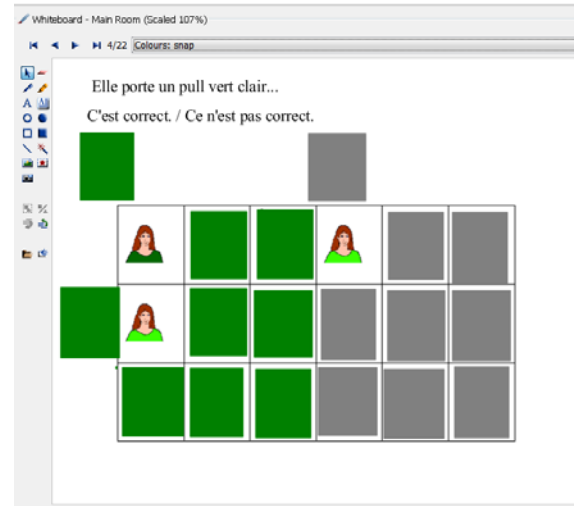 Whiteboard - Main Room (Scaled 107%)
4/22 Colours: snap
Elle porte un pull vert clair...
C'est correct. / Ce n'est pas correct.